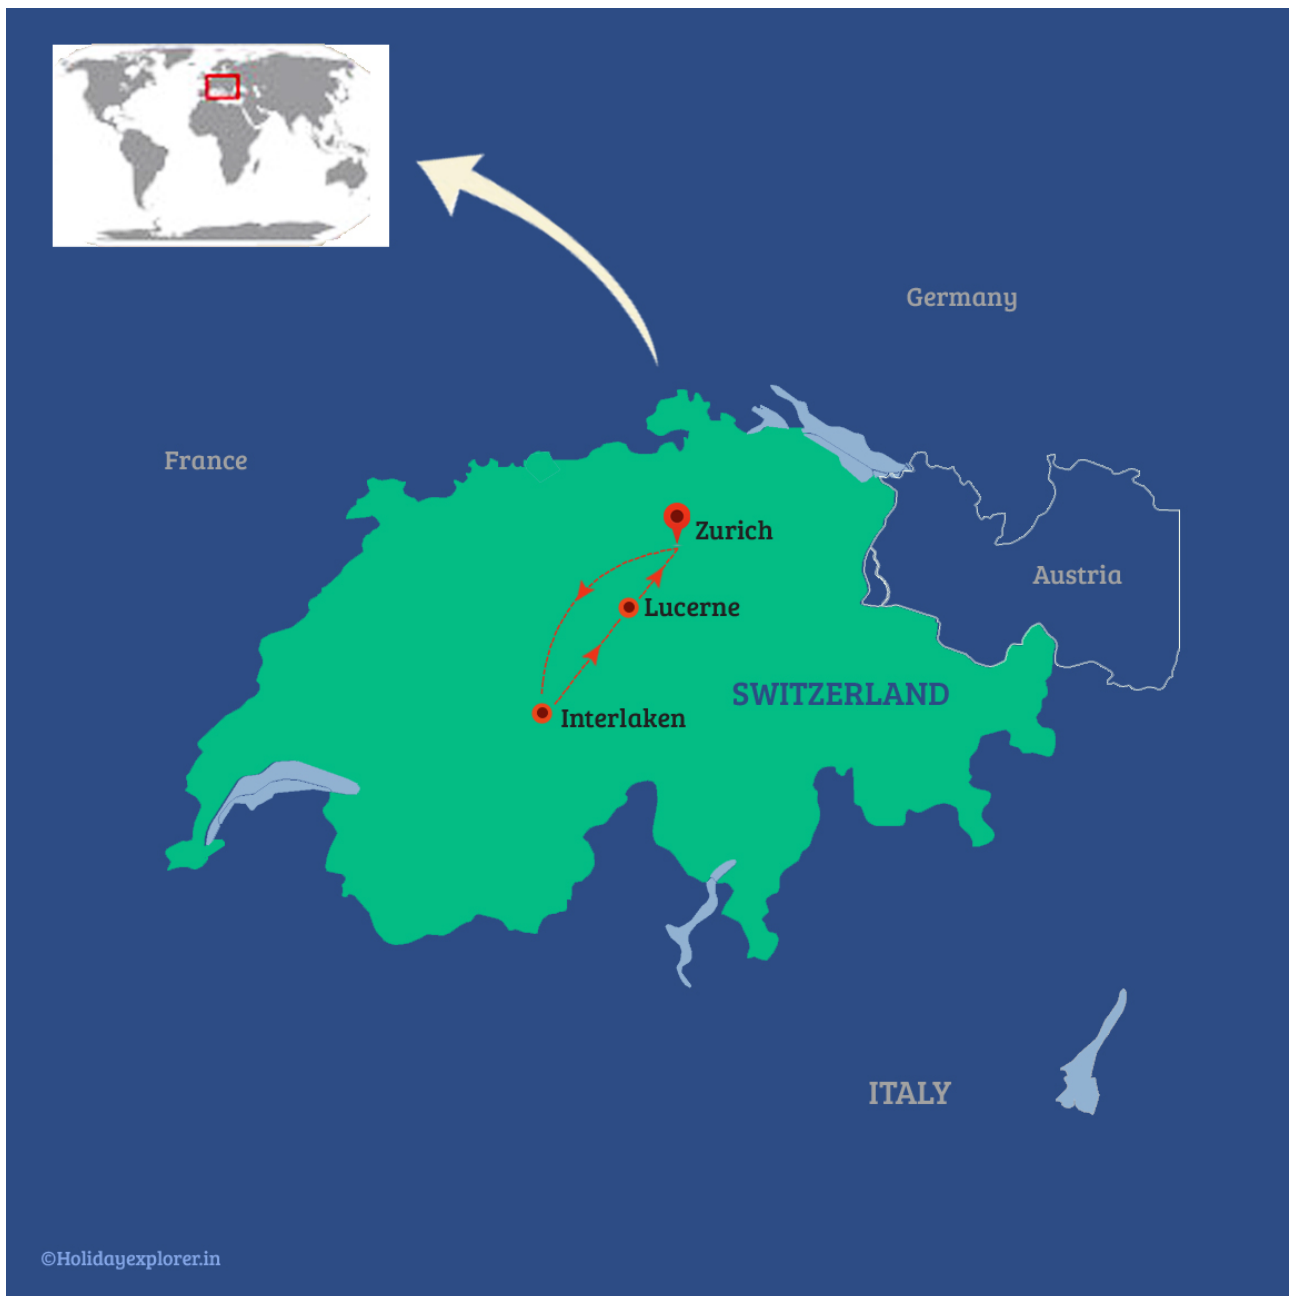 Germany
France
Zurich
Austria
Lucerne
SWITZERLAND
Interlaken
ITALY
©Holidayexplorer.in